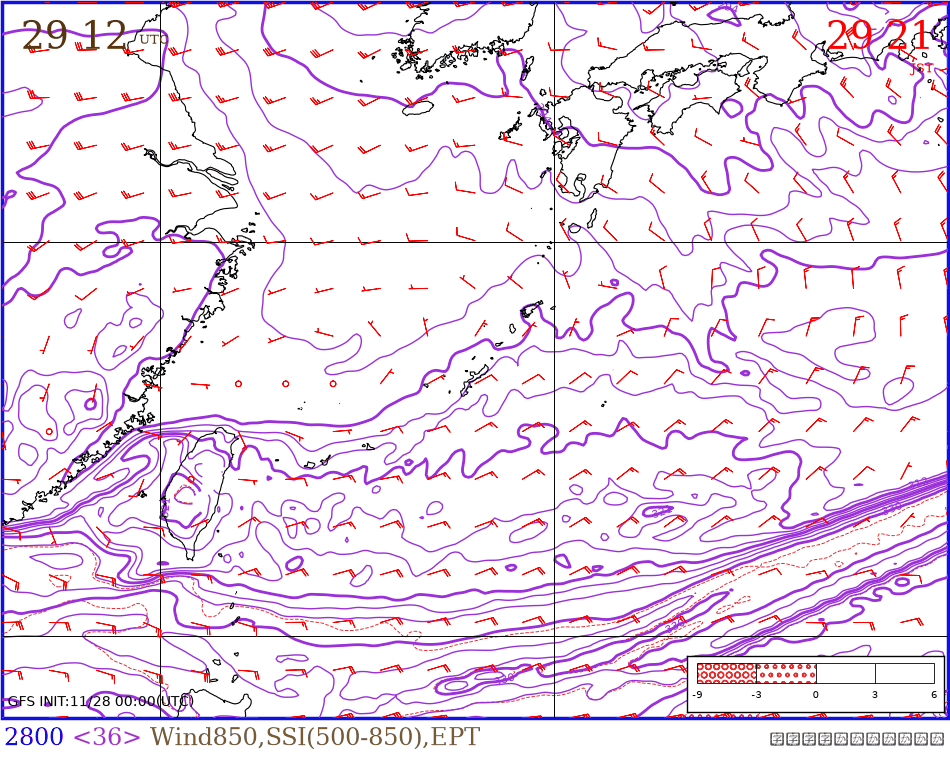 29 12 UTC
29 21 JST
-9 -3 0 3 6
GFS INIT:11/28 00:00(UTC)
2800 <36> Wind850,SSI(500-850),EPT